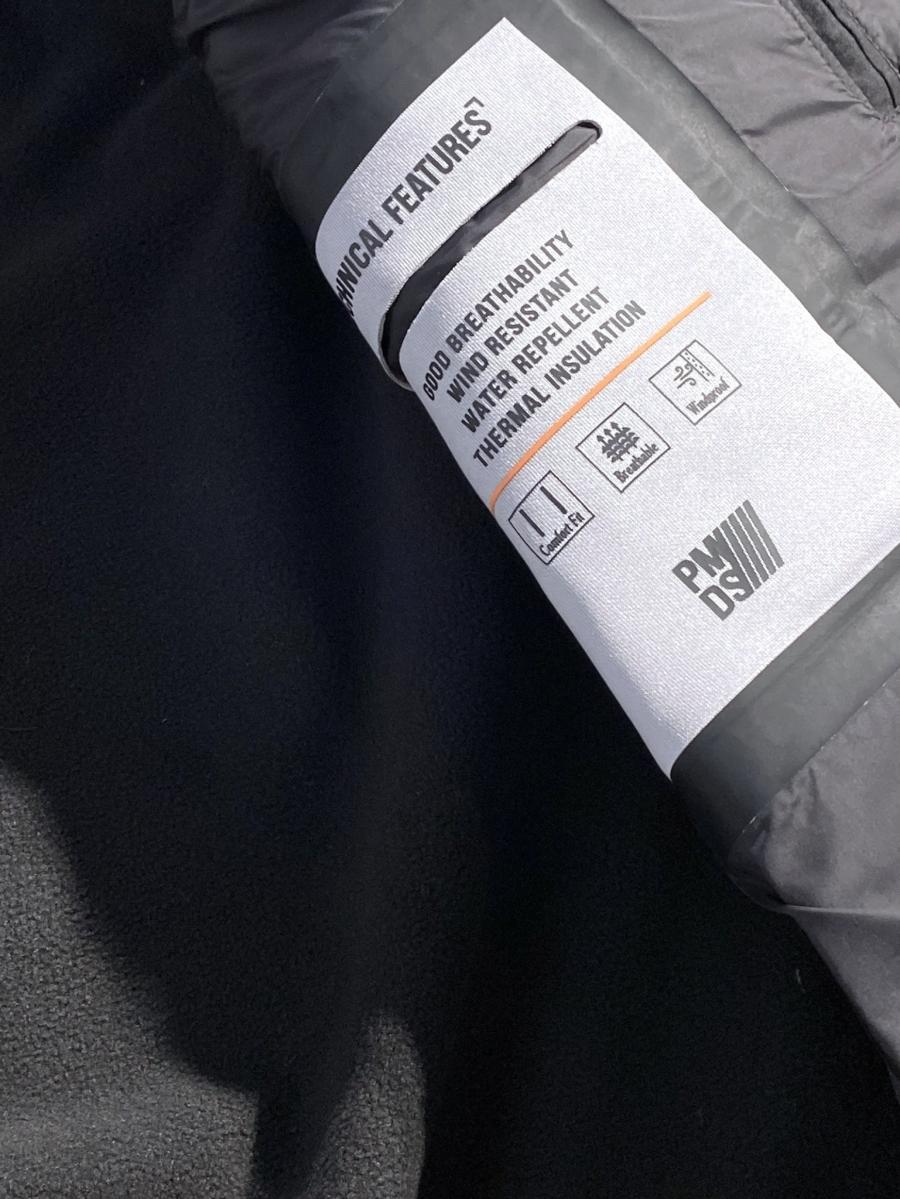 CHNICAL FEATURES
GOOD BREATHABILITY
WIND RESISTANT
WATER REPELLENT
THERMAL INSULATION
Comfort Fit
Breathable
Windproof
PM
DS